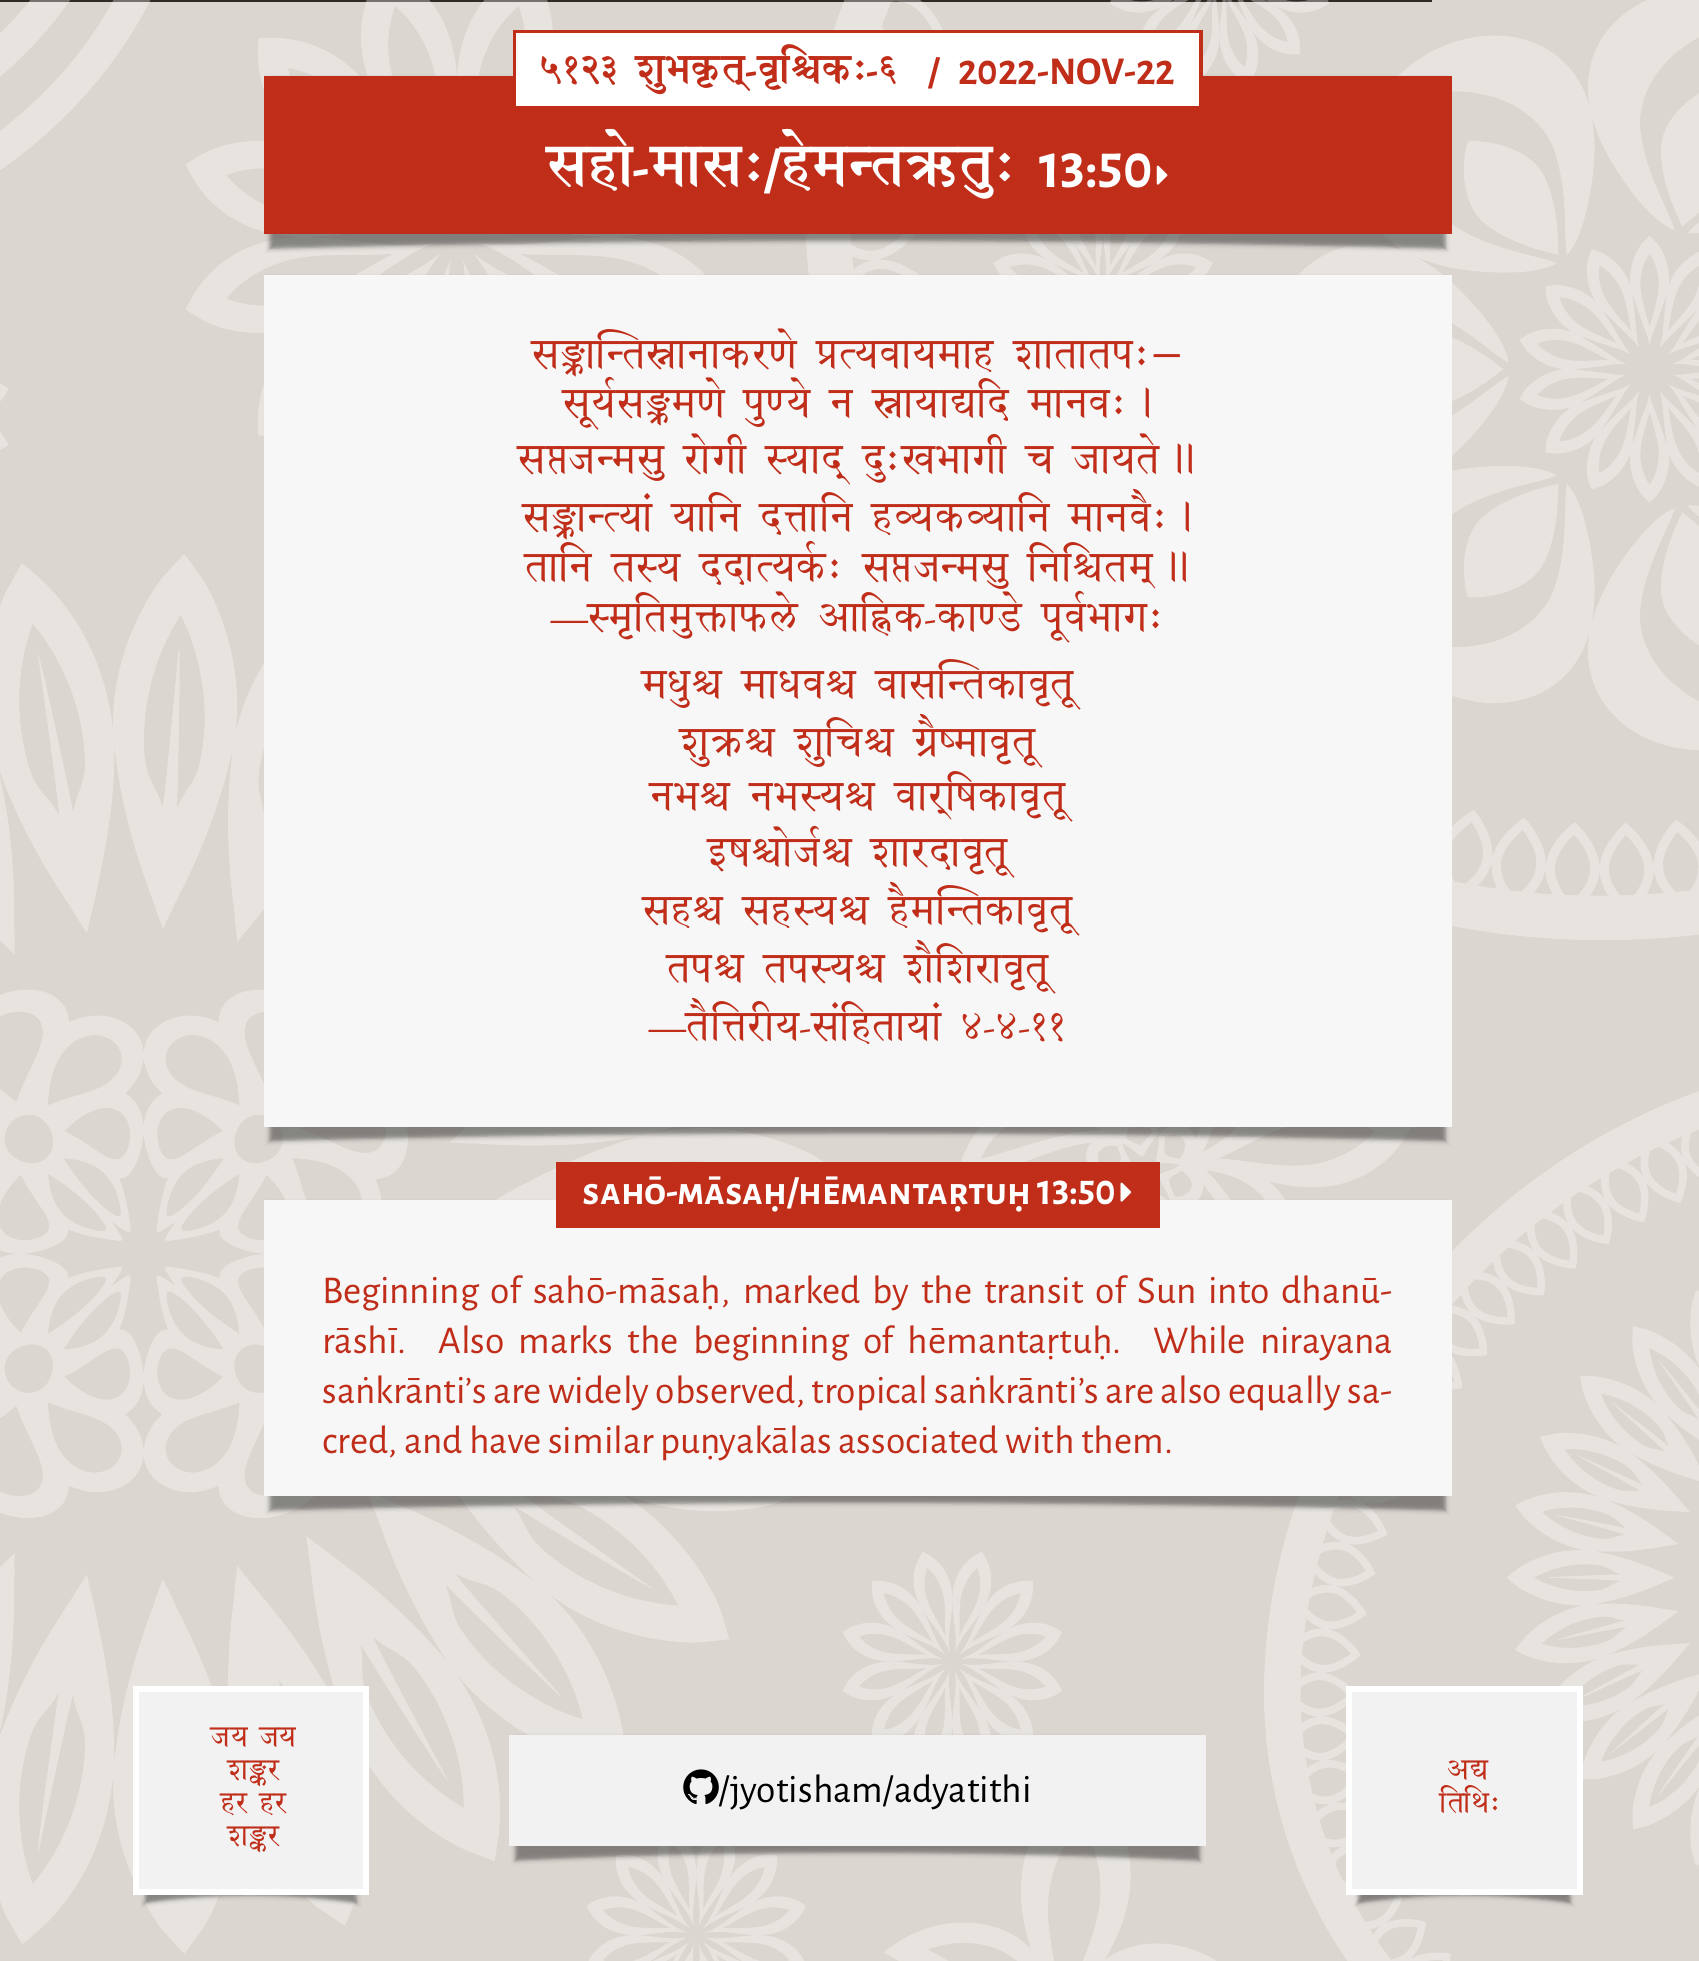 ५१२३ शुभकृत्-वृश्चिकः-६ / 2022-NOV-22
सहो-मासः/हेमन्तऋतुः 13:50
सङ्क्रान्तिस्नानाकरणे प्रत्यवायमाह शातातपः—
सूर्यसङ्क्रमणे पुण्ये न स्नायाद्यदि मानवः ।
सप्तजन्मसु रोगी स्याद् दुःखभागी च जायते ॥
सङ्क्रान्त्यां यानि दत्तानि हव्यकव्यानि मानवैः ।
तानि तस्य ददात्यर्कः सप्तजन्मसु निश्चितम् ॥
—स्मृतिमुक्ताफले आह्निक-काण्डे पूर्वभागः
मधुश्च माधवश्च वासन्तिकावृतू
शुक्रश्च शुचिश्च ग्रैष्मावृतू
नभश्च नभस्यश्च वार्‌षिकावृतू
इषश्चोर्जश्च शारदावृतू
सहश्च सहस्यश्च हैमन्तिकावृतू
तपश्च तपस्यश्च शैशिरावृतू
—तैत्तिरीय-संहितायां ४-४-११
SAHŌ-MĀSAḤ/HĒMANTAṚTUḤ 13:50
Beginning of sahō-māsaḥ, marked by the transit of Sun into dhanū-
rāshī. Also marks the beginning of hēmantaṛtuḥ. While nirayana
saṅkrānti’s are widely observed, tropical saṅkrānti’s are also equally sa-
cred, and have similar puṇyakālas associated with them.
जय जय
शङ्कर
हर हर
शङ्कर
/jyotisham/adyatithi
अद्य
तिथिः